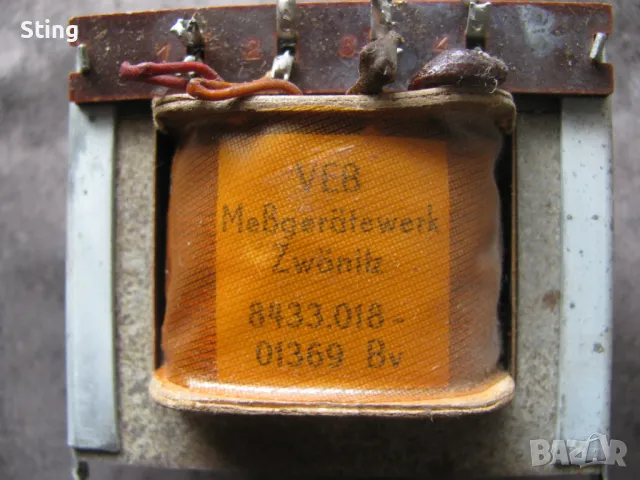 Sting
1 2 3 4
VEB
Meßgerätewerk
Zwönitz
8433.018-
01369 Bv
BAZAR